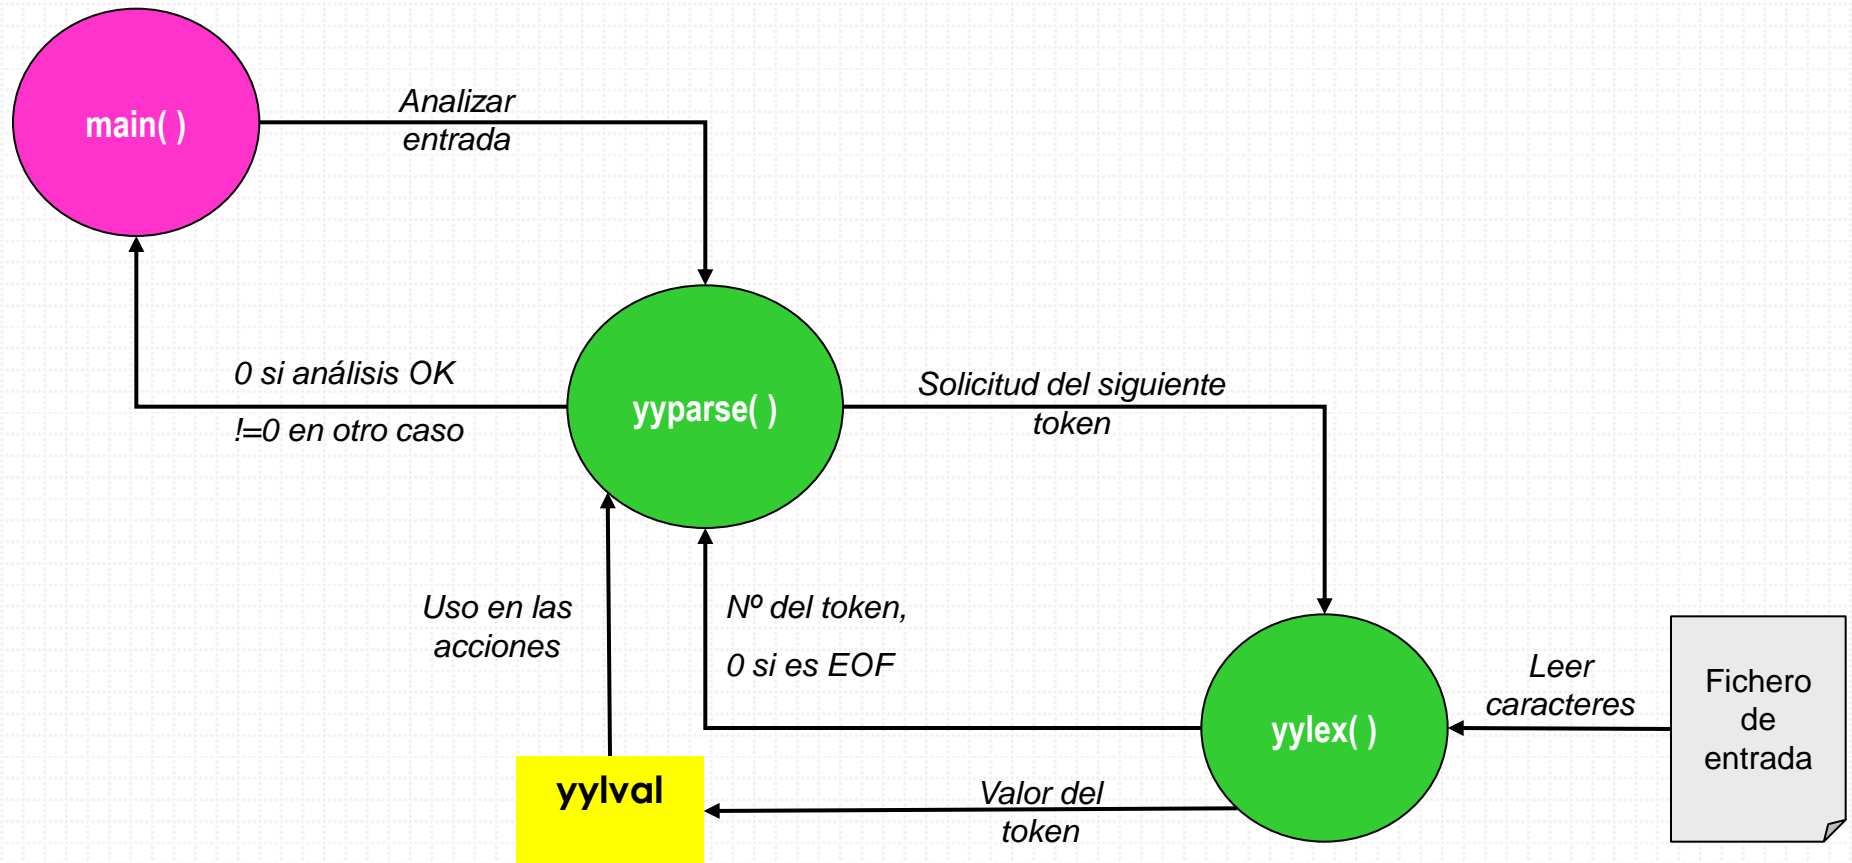 main( )
Analizar
entrada
0 si análisis OK
!=0 en otro caso
yyparse( )
Solicitud del siguiente
token
Uso en las
acciones
Nº del token,
0 si es EOF
yylex( )
Leer
caracteres
Fichero
de
entrada
yylval
Valor del
token